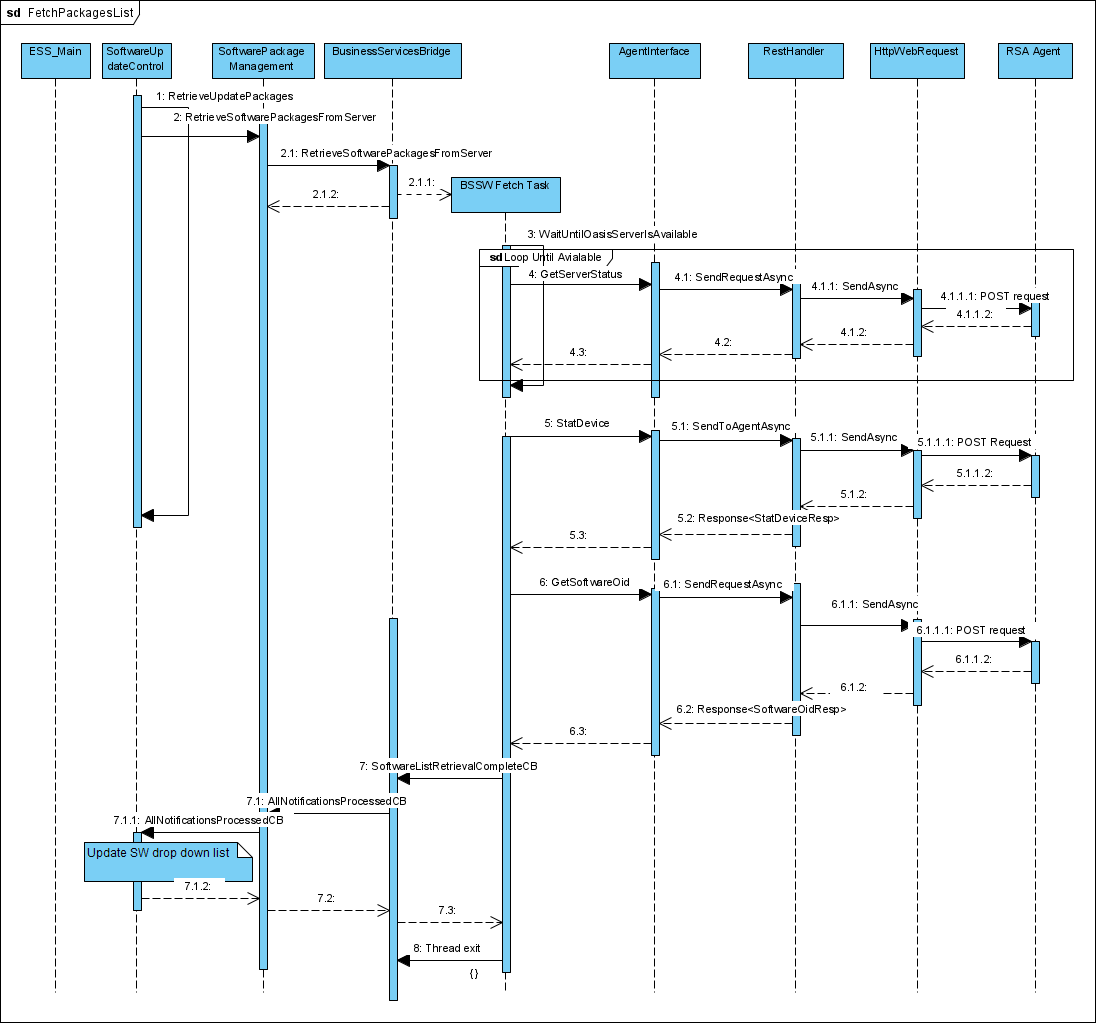 sd FetchPackagesList
ESS_Main
SoftwareUp
dateControl
SoftwarePackage
Management
BusinessServicesBridge
AgentInterface
RestHandler
HttpWebRequest
RSA Agent
1: RetrieveUpdatePackages
2: RetrieveSoftwarePackagesFromServer
2.1: RetrieveSoftwarePackagesFromServer
2.1.1:
BSSW Fetch Task
2.1.2:
3: WaitUntilOasisServerIsAvailable
sd Loop Until Avialable
4: GetServerStatus
4.1: SendRequestAsync
4.1.1: SendAsync
4.1.1.1: POST request
4.1.1.2:
4.1.2:
4.2:
4.3:
5: StatDevice
5.1: SendToAgentAsync
5.1.1: SendAsync
5.1.1.1: POST Request
5.1.1.2:
5.1.2:
5.2: Response<StatDeviceResp>
5.3:
6: GetSoftwareOid
6.1: SendRequestAsync
6.1.1: SendAsync
6.1.1.1: POST request
6.1.1.2:
6.1.2:
6.2: Response<SoftwareOidResp>
6.3:
7: SoftwareListRetrievalCompleteCB
7.1: AllNotificationsProcessedCB
7.1.1: AllNotificationsProcessedCB
Update SW drop down list
7.1.2:
7.2:
7.3:
8: Thread exit
{}